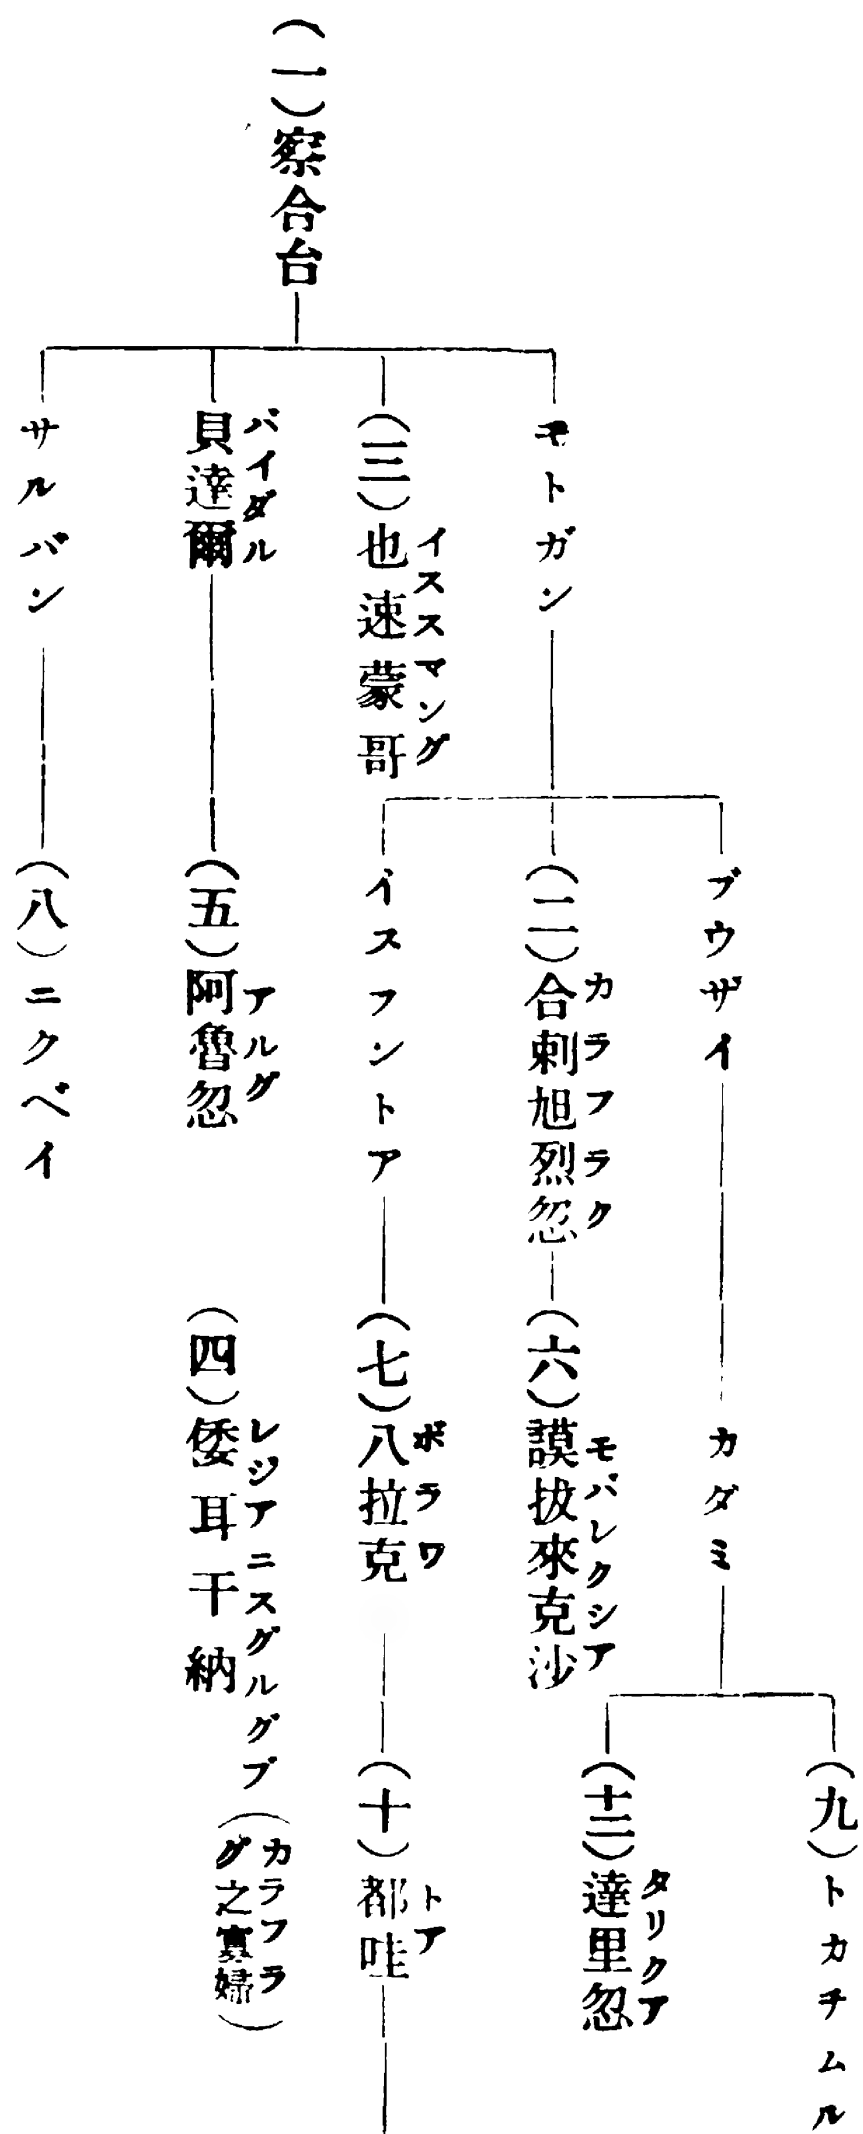 (一)察合台
モトガン
(三)也速蒙哥
イススマング
貝達爾
バイダル
サルバン
ブウザイ
(二)合剌旭烈忽
カラフラク
イスフントア
(五)阿魯忽
アルグ
(八)ニクベイ
カダミ
(六)謨拔來克沙
モバレクシア
(七)八拉克
ボラワ
(四)倭耳干納
レジアニスグルグブ(カラフラグ之寡婦)
(九)トカチムル
(十二)達里忽
タリクア
(十)都哇
トア